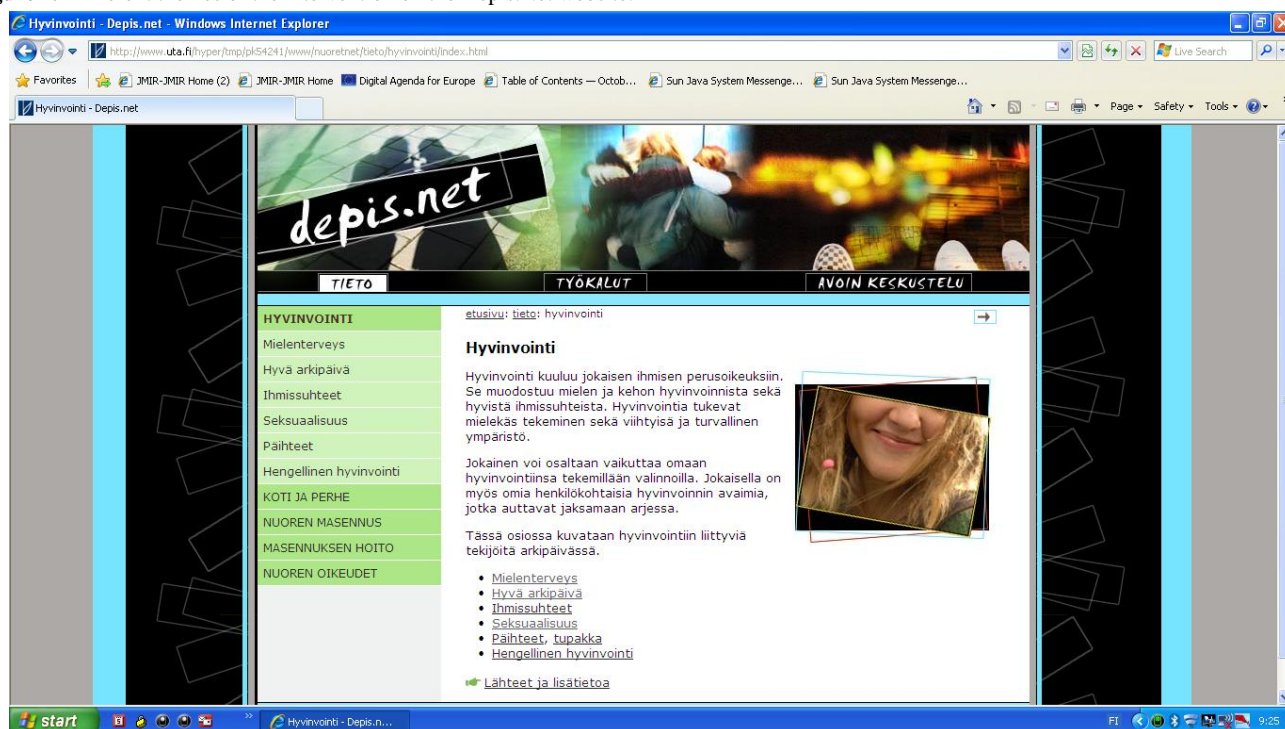 Hyvinvointi - Depis.net - Windows Internet Explorer
http://www.uta.fi/hyper/tmp/pk54241/www/nuoretnet/tieto/hyvinvointi/index.html
Live Search
Favorites
JMIR-JMIR Home (2)
JMIR-JMIR Home
Digital Agenda for Europe
Table of Contents — Octob...
Sun Java System Messenge...
Sun Java System Messenge...
Hyvinvointi - Depis.net
Page
Safety
Tools
depis.net
TIETO
TYÖKALUT
AVOIN KESKUSTELU
HYVINVOINTI
Mielenterveys
Hyvä arkipäivä
Ihmissuhteet
Seksuaalisuus
Päihteet
Hengellinen hyvinvointi
KOTI JA PERHE
NUOREN MASENNUS
MASENNUKSEN HOITO
NUOREN OIKEUDET
etusivu: tieto: hyvinvointi
Hyvinvointi
Hyvinvointi kuuluu jokaisen ihmisen perusoikeuksiin.
Se muodostuu mielen ja kehon hyvinvoinnista sekä
hyvistä ihmissuhteista. Hyvinvointia tukevat
mielekäs tekeminen sekä viihtyisä ja turvallinen
ympäristö.
Jokainen voi osaltaan vaikuttaa omaan
hyvinvointiinsa tekemillään valinnoilla. Jokaisella on
myös omia henkilökohtaisia hyvinvoinnin avaimia,
jotka auttavat jaksamaan arjessa.
Tässä osiossa kuvataan hyvinvointiin liittyviä
tekijöitä arkipäivässä.
• Mielenterveys
• Hyvä arkipäivä
• Ihmissuhteet
• Seksuaalisuus
• Päihteet, tupakka
• Hengellinen hyvinvointi
Lähteet ja lisätietoa
start
Hyvinvointi - Depis.n...
FI
9:25